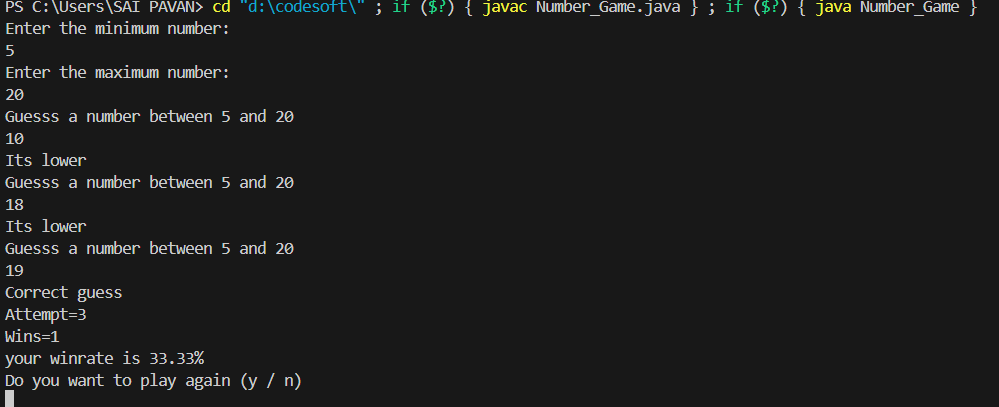 PS C:\Users\SAI PAVAN> cd "d:\codesoft\" ; if ($?) { javac Number_Game.java } ; if ($?) { java Number_Game }
Enter the minimum number:
5
Enter the maximum number:
20
Guesss a number between 5 and 20
10
Its lower
Guesss a number between 5 and 20
18
Its lower
Guesss a number between 5 and 20
19
Correct guess
Attempt=3
Wins=1
your winrate is 33.33%
Do you want to play again (y / n)